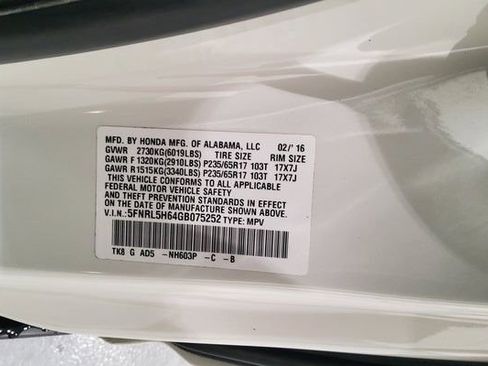 MFD. BY HONDA MFG. OF ALABAMA, LLC 02/'16
GVWR 2730KG(6019LBS) TIRE SIZE RIM SIZE
GAWR F 1320KG(2910LBS) P235/65R17 103T 17X7J
GAWR R1515KG(3340LBS) P235/65R17 103T 17X7J
THIS VEHICLE CONFORMS TO ALL APPLICABLE
FEDERAL MOTOR VEHICLE SAFETY
AND THEFT PREVENTION STANDARDS IN EFFECT
ON THE DATE OF MANUFACTURE SHOWN ABOVE.
V.I.N.: 5FNRL5H64GB075252 TYPE: MPV
TK8 G AD5 -NH603P -C -B